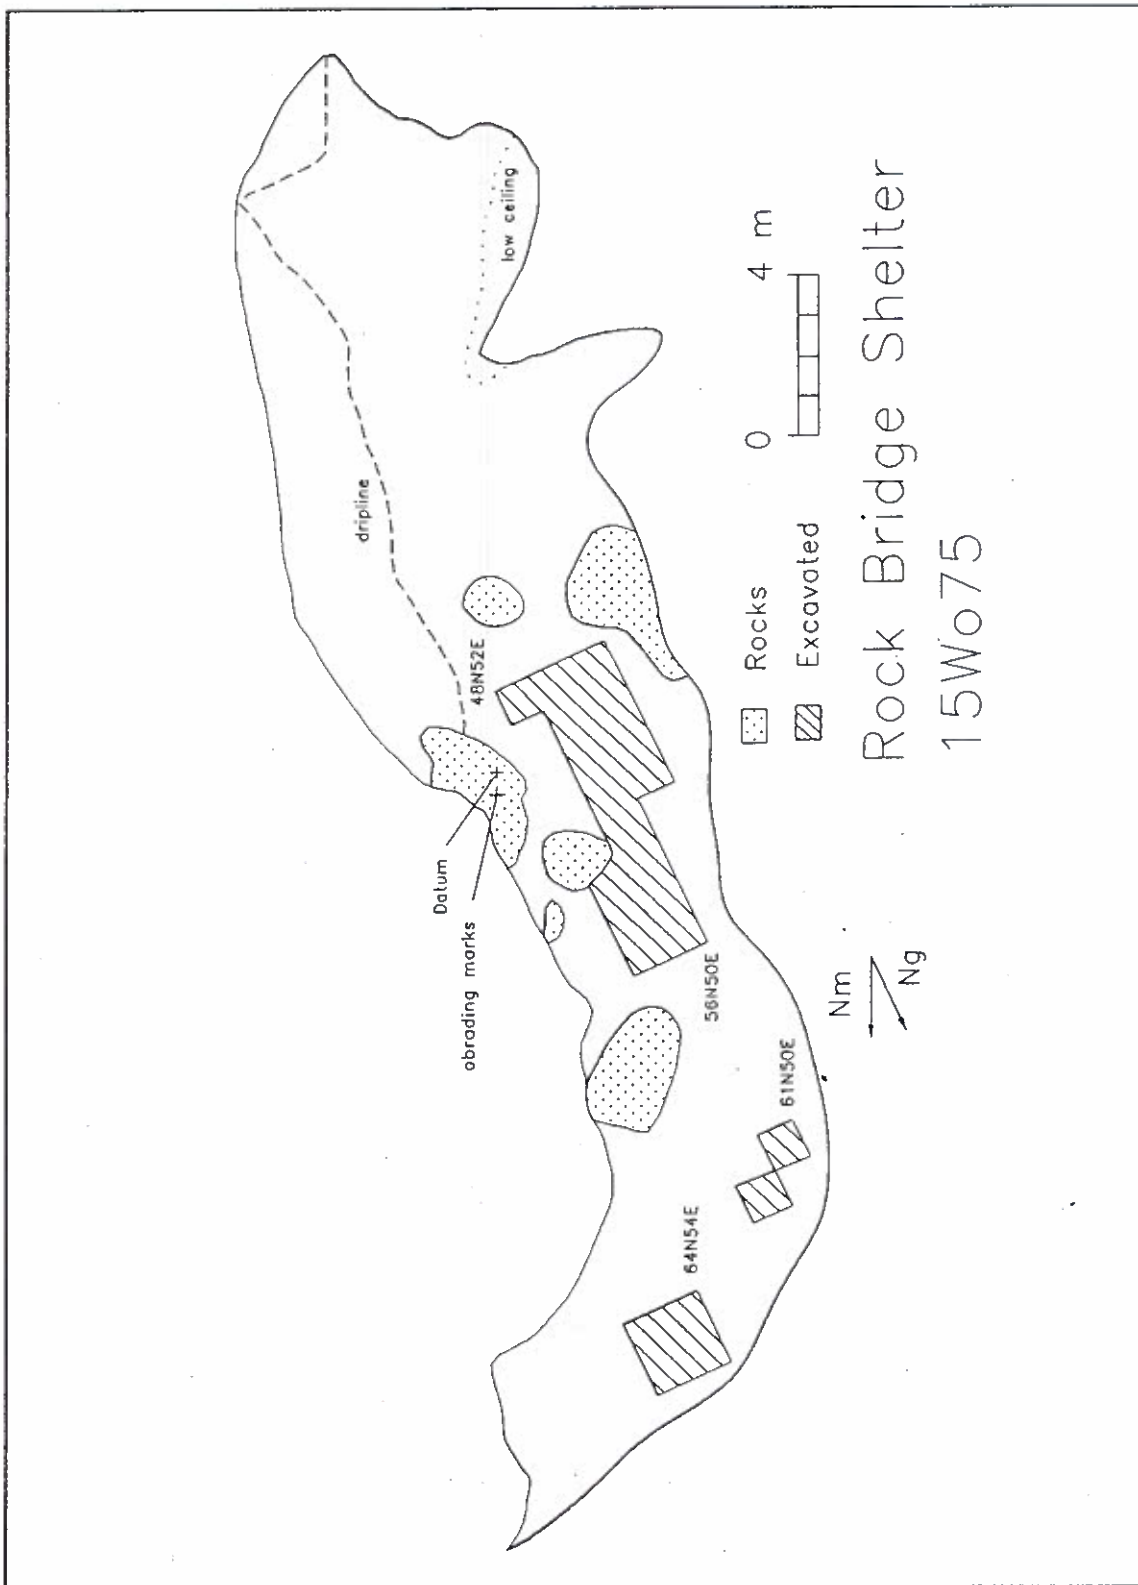 64N54E
61N50E
56N50E
abrading marks
Datum
48N52E
dripline
low ceiling
Nm
Ng
Rocks
Excavated
0 4 m
Rock Bridge Shelter
15Wo75